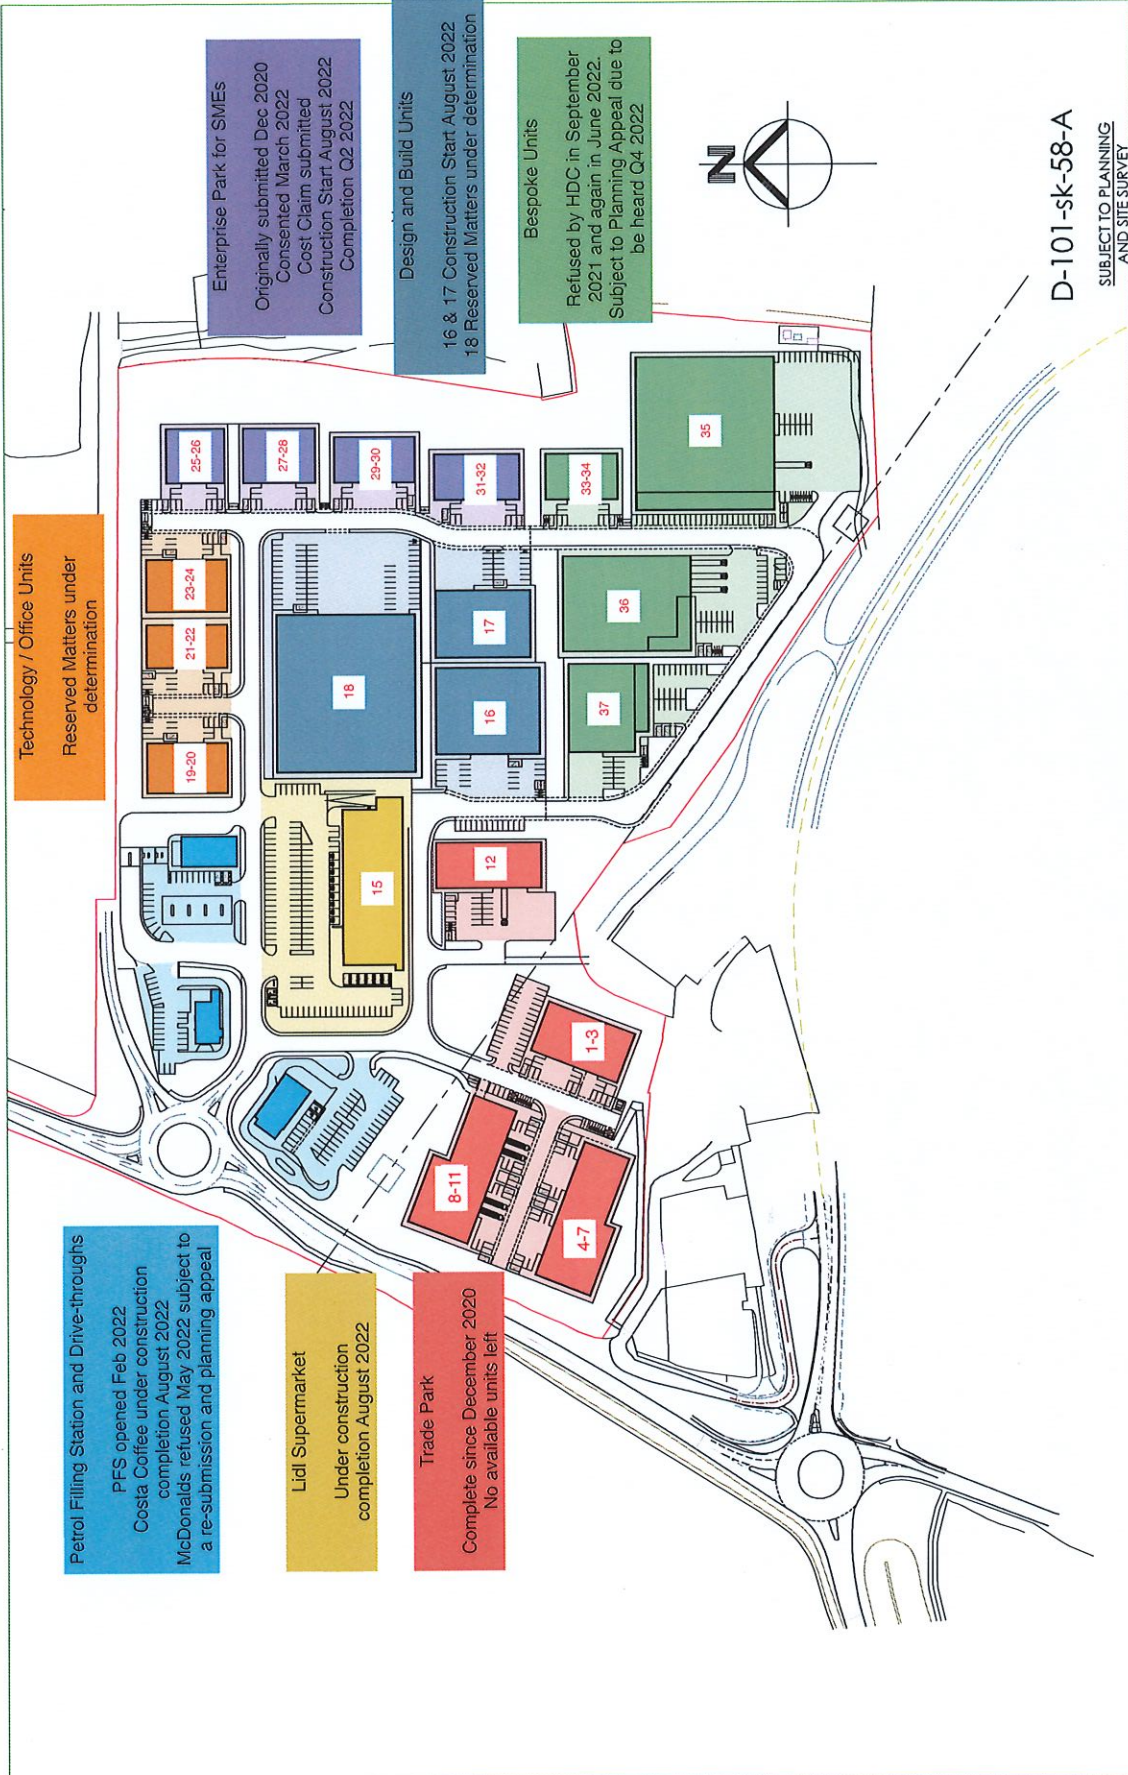 Petrol Filling Station and Drive-throughs
PFS opened Feb 2022
Costa Coffee under construction
completion August 2022
McDonalds refused May 2022 subject to
a re-submission and planning appeal
Lidl Supermarket
Under construction
completion August 2022
Trade Park
Complete since December 2020
No available units left
Technology / Office Units
Reserved Matters under
determination
Enterprise Park for SMEs
Originally submitted Dec 2020
Consented March 2022
Cost Claim submitted
Construction Start August 2022
Completion Q2 2022
Design and Build Units
16 & 17 Construction Start August 2022
18 Reserved Matters under determination
Bespoke Units
Refused by HDC in September
2021 and again in June 2022.
Subject to Planning Appeal due to
be heard Q4 2022
19-20
21-22
23-24
25-26
27-28
29-30
31-32
33-34
35
18
17
16
15
12
36
37
1-3
8-11
4-7
N
D-101-sk-58-A
SUBJECT TO PLANNING
AND SITE SURVEY